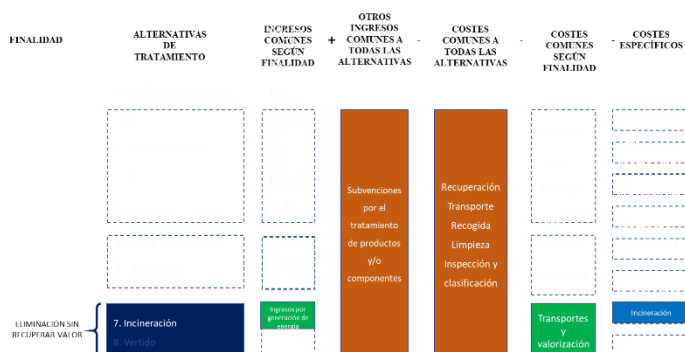 FINALIDAD
ALTERNATIVAS
DE
TRATAMIENTO
INGRESOS
COMUNES
SEGÚN
FINALIDAD
+
OTROS
INGRESOS
COMUNES A
TODAS LAS
ALTERNATIVAS
-
COSTES
COMUNES A
TODAS LAS
ALTERNATIVAS
-
COSTES
COMUNES
SEGÚN
FINALIDAD
-
COSTES
ESPECÍFICOS
Subvenciones
por el
tratamiento
de productos
y/o
componentes
Recuperación
Transporte
Recogida
Limpieza
Inspección y
clasificación
ELIMINACIÓN SIN
RECUPERAR VALOR
7. Incineración
8. Vertido
Ingresos por
generación de
energía
Transportes
y
valorización
Incineración